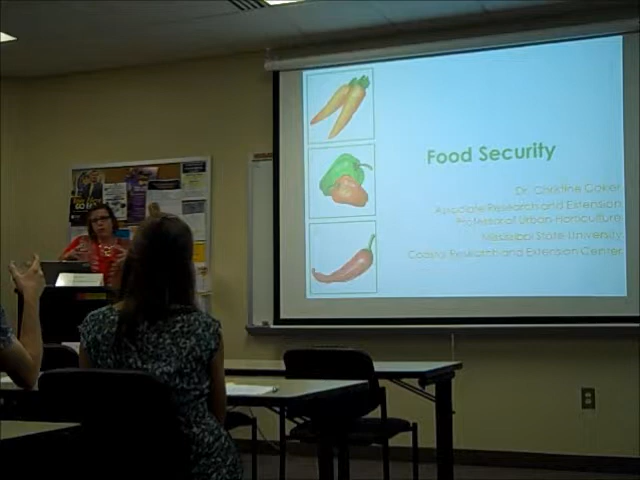 Food Security
Dr. Christine Coker
Associate Research and Extension
Professor of Urban Horticulture
Mississippi State University
Coastal Research and Extension Center